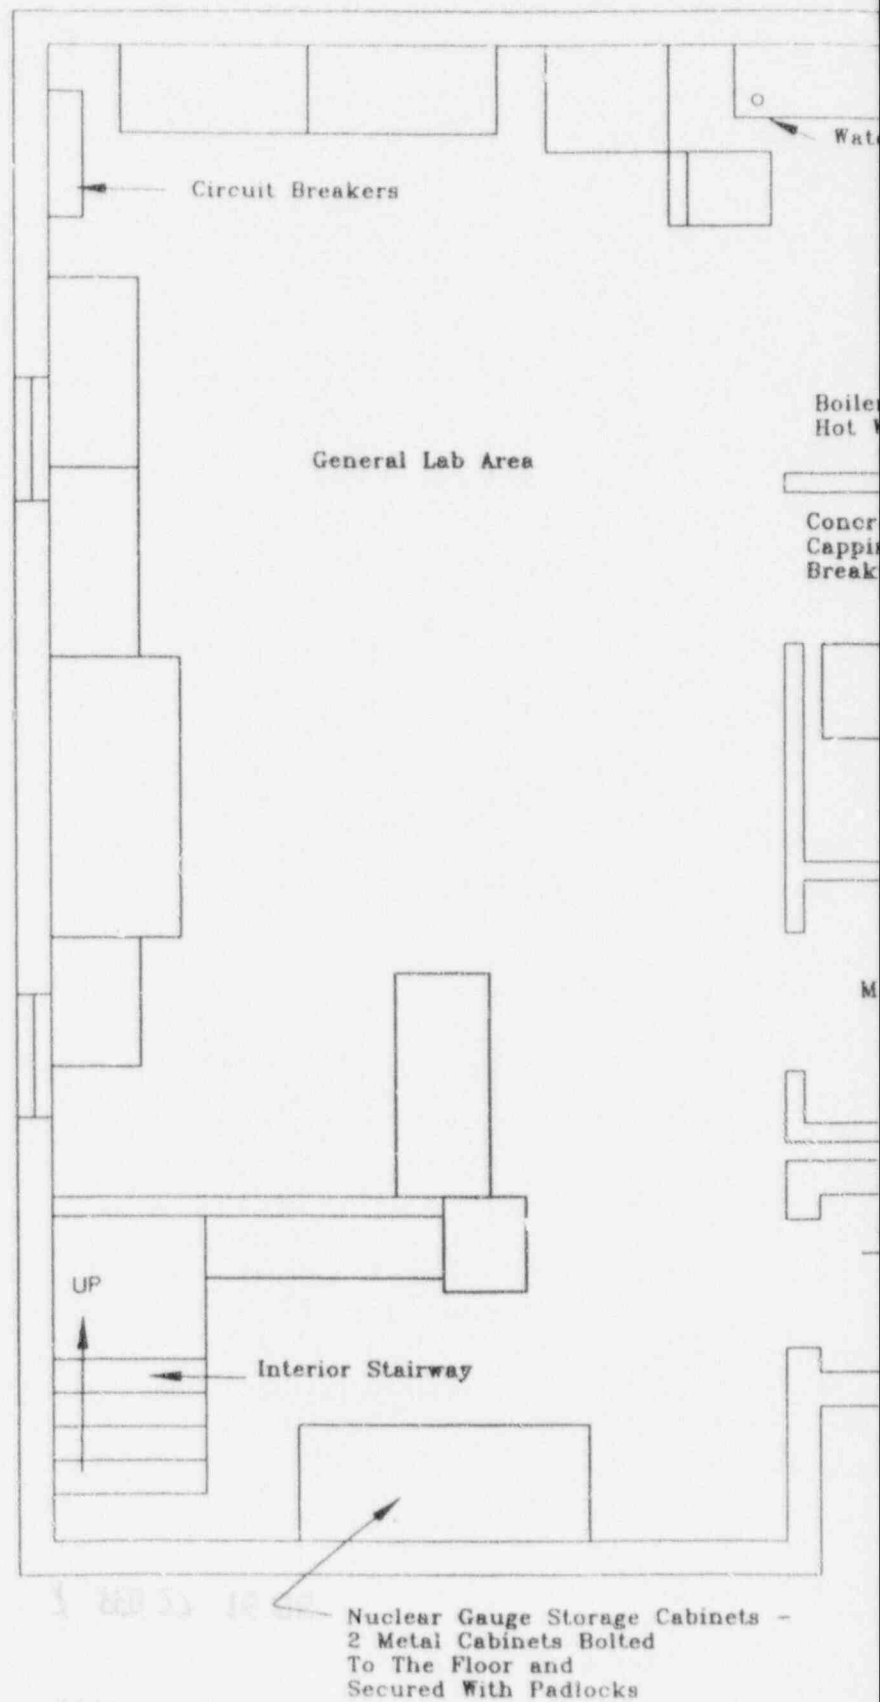 Circuit Breakers
General Lab Area
Hot
UP
Interior Stairway
Nuclear Gauge Storage Cabinets -
2 Metal Cabinets Bolted
To The Floor and
Secured With Padlocks